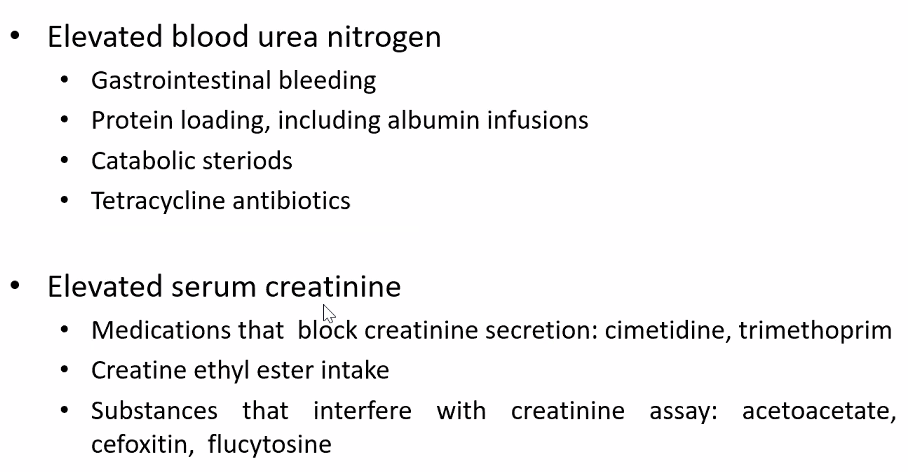 • Elevated blood urea nitrogen
• Gastrointestinal bleeding
• Protein loading, including albumin infusions
• Catabolic steriods
• Tetracycline antibiotics
• Elevated serum creatinine
• Medications that block creatinine secretion: cimetidine, trimethoprim
• Creatine ethyl ester intake
• Substances that interfere with creatinine assay: acetoacetate,
cefoxitin, flucytosine